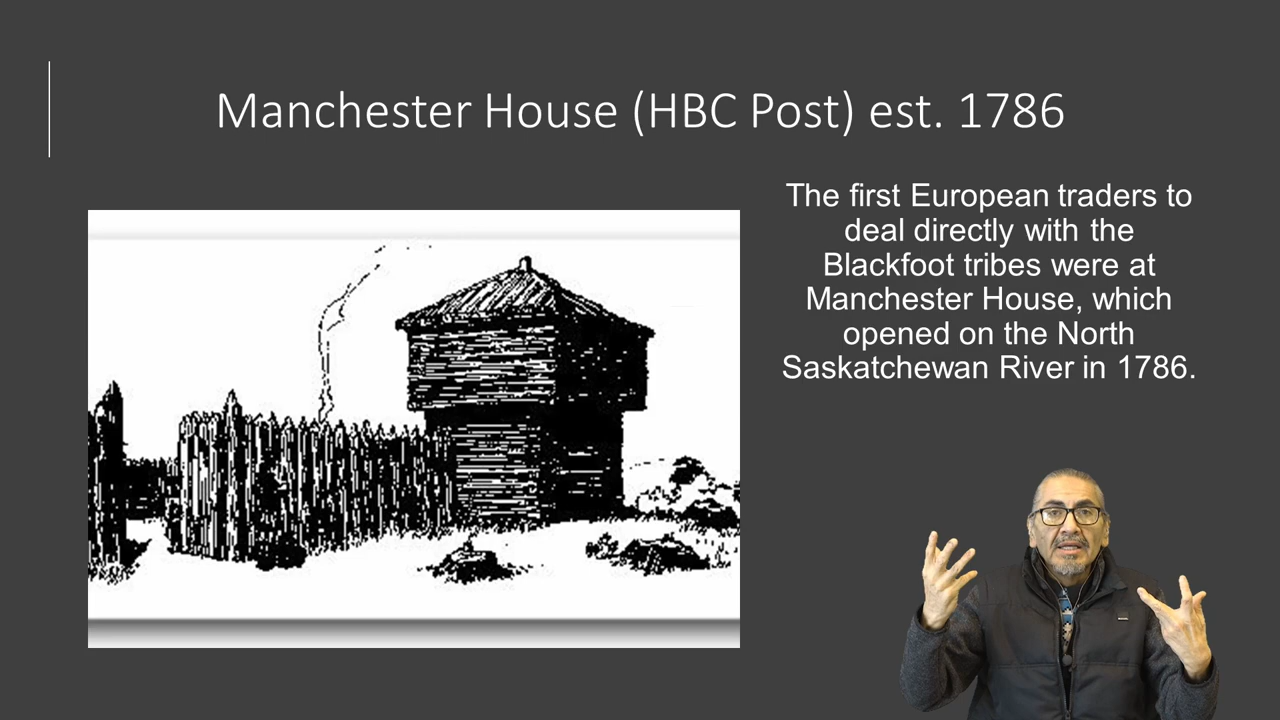 Manchester House (HBC Post) est. 1786
The first European traders to
deal directly with the
Blackfoot tribes were at
Manchester House, which
opened on the North
Saskatchewan River in 1786.